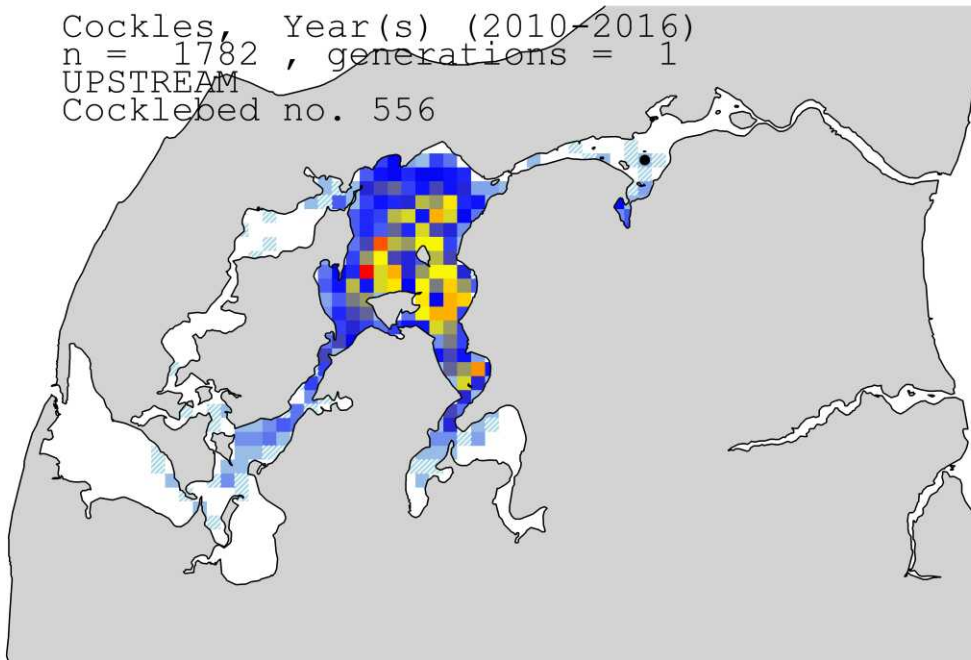 Cockles, Year(s) (2010-2016)
n = 1782 , generations = 1
UPSTREAM
Cocklebed no. 556